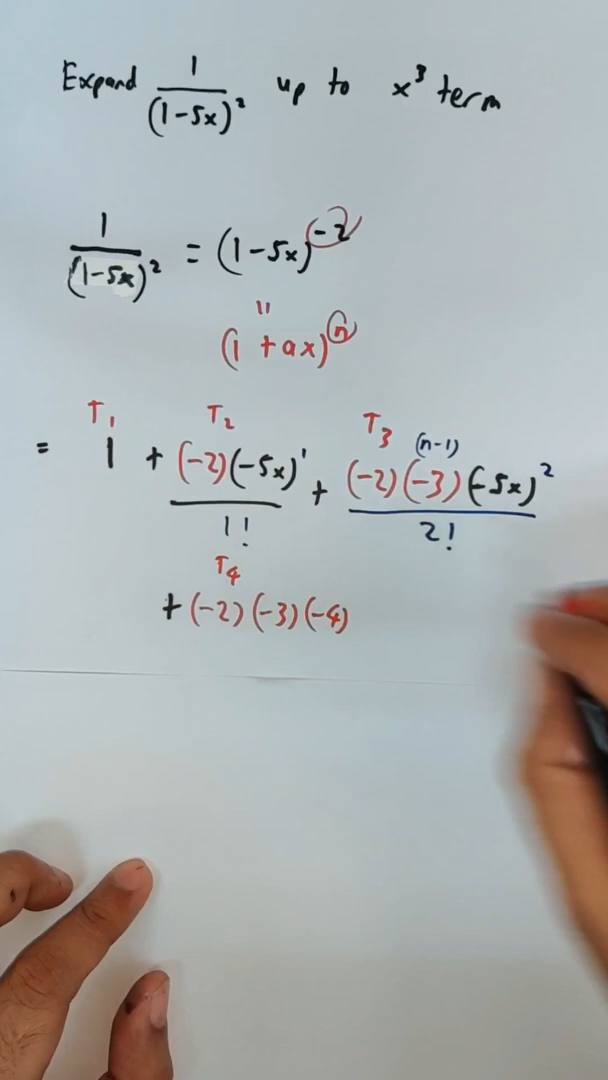 Expand 1/(1-5x)² up to x³ term
1/(1-5x)² = (1-5x)⁻²
"
(1 + ax)ⁿ
T₁ T₂ T₃ (n-1)
= 1 + (-2)(-5x)¹/1! + (-2)(-3)(-5x)²/2!
T₄
+ (-2)(-3)(-4)